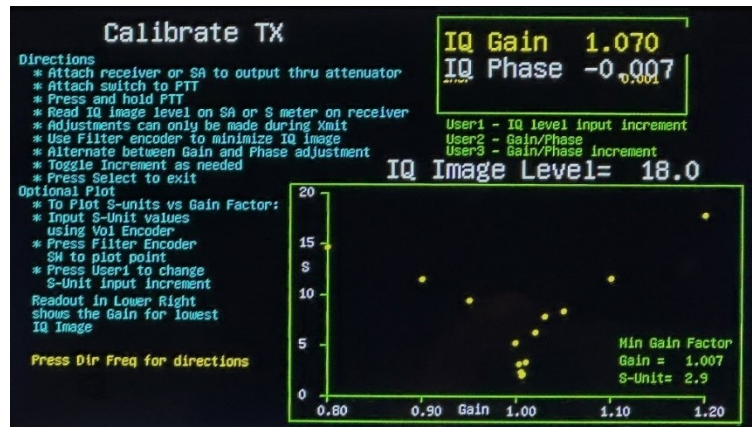 Calibrate TX
Directions
* Attach receiver or SA to output thru attenuator
* Attach switch to PTT
* Press and hold PTT
* Read IQ image level on SA or S meter on receiver
* Adjustments can only be made during Xmit
* Use Filter encoder to minimize IQ image
* Alternate between Gain and Phase adjustment
* Toggle Increment as needed
* Press Select to exit
Optional Plot
* To Plot S-units vs Gain Factor:
* Input S-Unit values
using Vol Encoder
* Press Filter Encoder
SW to plot point
* Press User1 to change
S-Unit input increment
Readout in Lower Right
shows the Gain for lowest
IQ Image
Press Dir Freq for directions
IQ Gain 1.070
IQ Phase -0.007
0.001
User1 - IQ level input increment
User2 - Gain/Phase
User3 - Gain/Phase increment
IQ Image Level= 18.0
20
15
S
10
5
0
Min Gain Factor
Gain = 1.007
S-Unit= 2.9
0.80 0.90 Gain 1.00 1.10 1.20